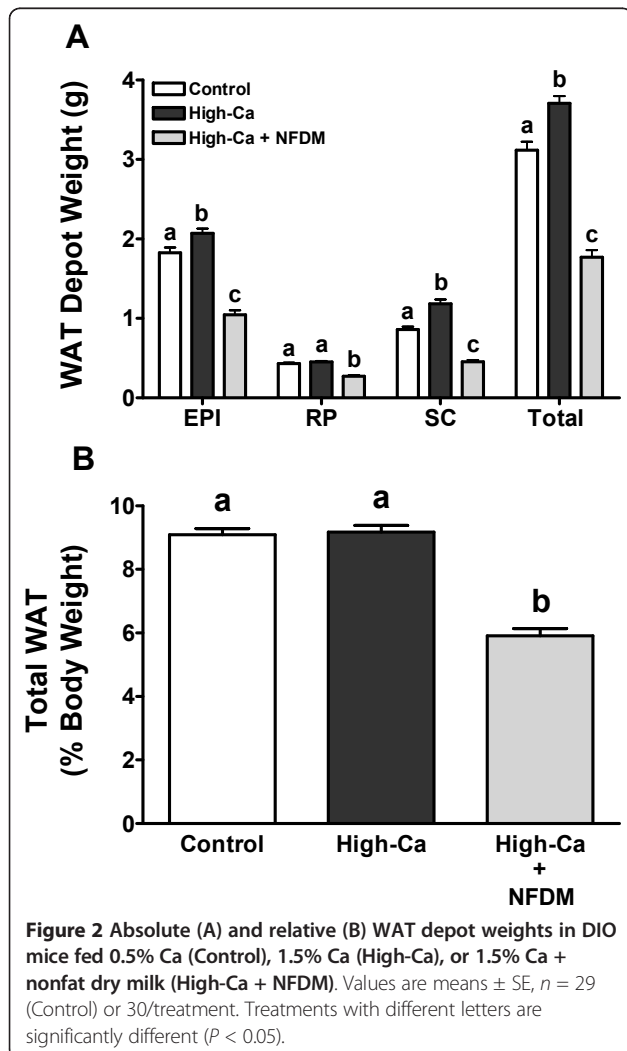 A
WAT Depot Weight (g)
4
3
2
1
0
Control
High-Ca
High-Ca + NFDM
a
b
c
a
a
b
a
b
c
a
b
c
EPI RP SC Total
B
Total WAT
(% Body Weight)
10
8
6
4
2
0
a
a
b
Control High-Ca High-Ca
+
NFDM
Figure 2 Absolute (A) and relative (B) WAT depot weights in DIO
mice fed 0.5% Ca (Control), 1.5% Ca (High-Ca), or 1.5% Ca +
nonfat dry milk (High-Ca + NFDM). Values are means ± SE, n = 29
(Control) or 30/treatment. Treatments with different letters are
significantly different (P < 0.05).